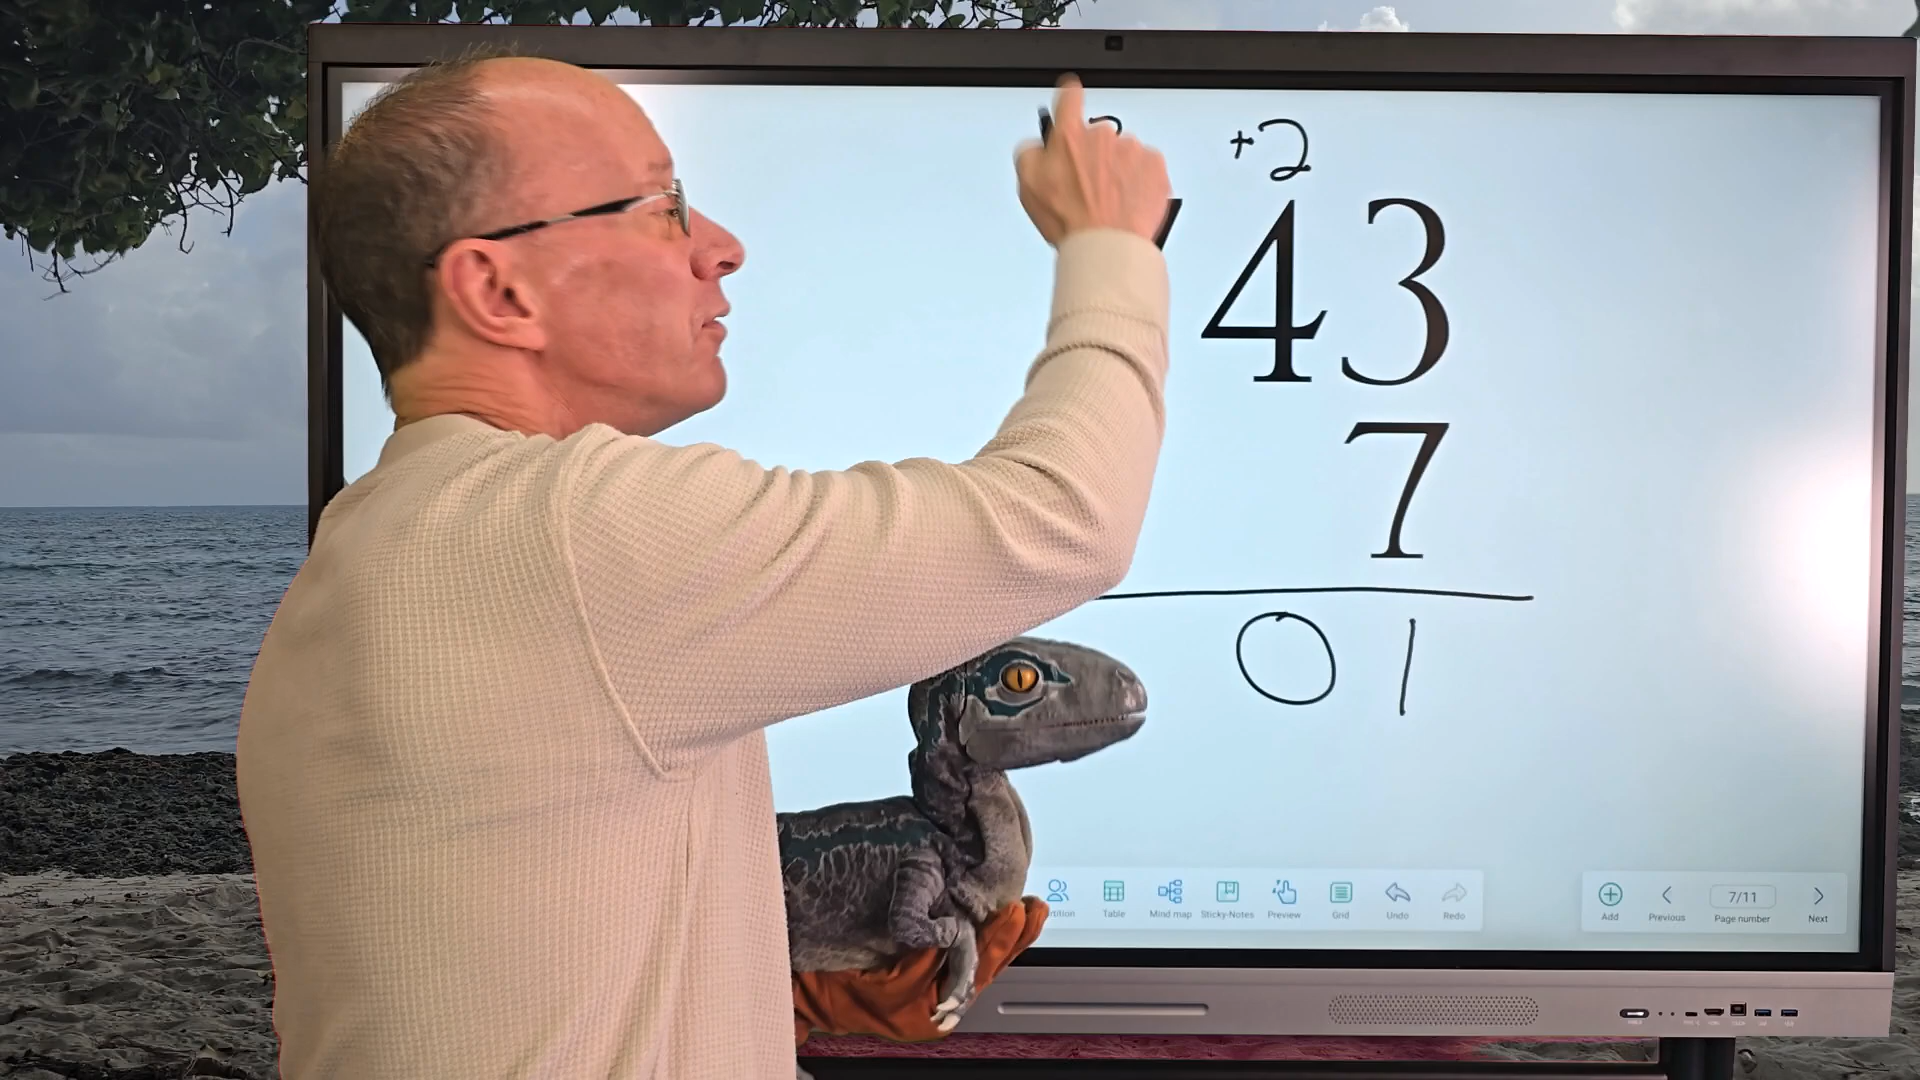 +2
43
7
01
Table Mind map Sticky-Notes Preview Grid Undo Redo
Add Previous 7/11 Next
Page number